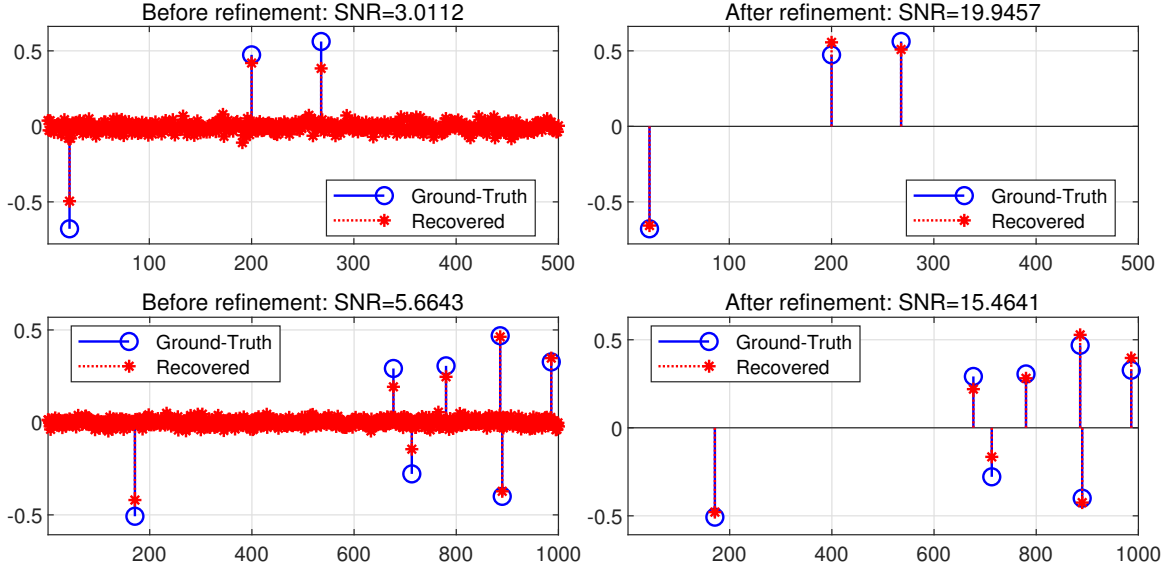 Before refinement: SNR=3.0112
0.5
0
-0.5
100 200 300 400 500
Ground-Truth
Recovered
After refinement: SNR=19.9457
0.5
0
-0.5
100 200 300 400 500
Ground-Truth
Recovered
Before refinement: SNR=5.6643
0.5
0
-0.5
200 400 600 800 1000
Ground-Truth
Recovered
After refinement: SNR=15.4641
0.5
0
-0.5
200 400 600 800 1000
Ground-Truth
Recovered